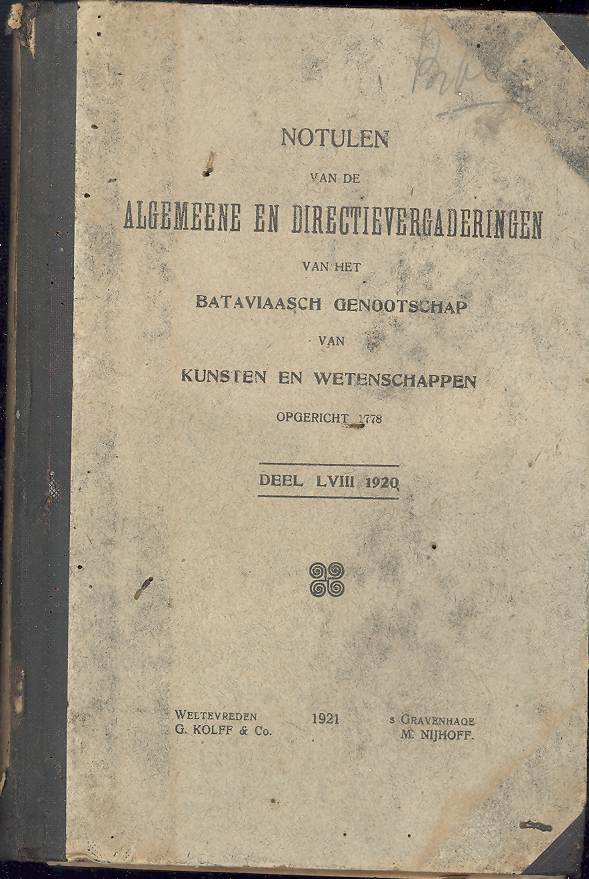 NOTULEN
VAN DE
ALGEMEENE EN DIRECTIEVERGADERINGEN
VAN HET
BATAVIAASCH GENOOTSCHAP
VAN
KUNSTEN EN WETENSCHAPPEN
OPGERICHT 1778
DEEL LVIII 1920
WELTEVREDEN 1921 s GRAVENHAGE
G. KOLFF & Co. M. NIJHOFF.